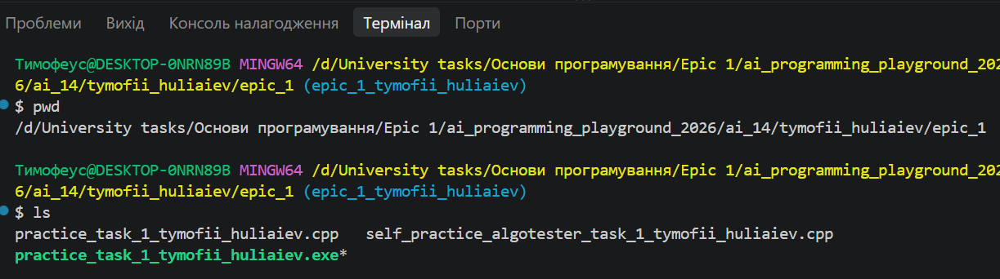 Проблеми Вихід Консоль налагодження Термінал Порти
Тимофеус@DESKTOP-0NRN89B MINGW64 /d/University tasks/Основи програмування/Epic 1/ai_programming_playground_202
6/ai_14/tymofii_huliaiev/epic_1 (epic_1_tymofii_huliaiev)
$ pwd
/d/University tasks/Основи програмування/Epic 1/ai_programming_playground_2026/ai_14/tymofii_huliaiev/epic_1
Тимофеус@DESKTOP-0NRN89B MINGW64 /d/University tasks/Основи програмування/Epic 1/ai_programming_playground_202
6/ai_14/tymofii_huliaiev/epic_1 (epic_1_tymofii_huliaiev)
$ ls
practice_task_1_tymofii_huliaiev.cpp self_practice_algotester_task_1_tymofii_huliaiev.cpp
practice_task_1_tymofii_huliaiev.exe*